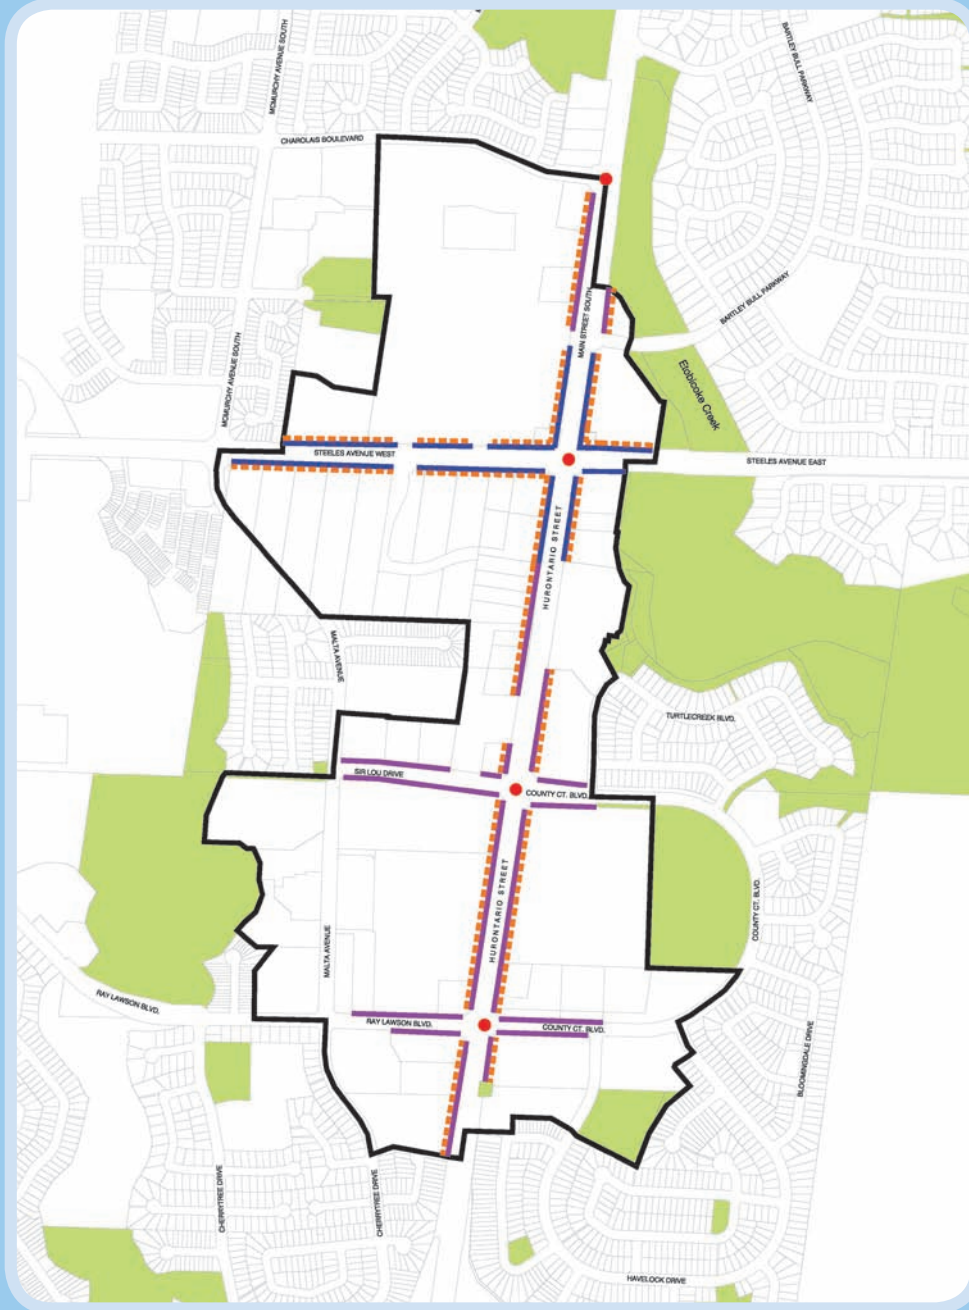 MCMURCHY AVENUE SOUTH
BARTLEY BULL PARKWAY
CHAROLAIS BOULEVARD
BARTLEY BULL PARKWAY
MAIN STREET SOUTH
MCMURCHY AVENUE SOUTH
Etobicoke Creek
STEELES AVENUE WEST
STEELES AVENUE EAST
HURONTARIO STREET
MALTA AVENUE
TURTLECREEK BLVD.
SIR LOU DRIVE
COUNTY CT. BLVD.
HURONTARIO STREET
COUNTY CT. BLVD.
MALTA AVENUE
RAY LAWSON BLVD.
RAY LAWSON BLVD.
COUNTY CT. BLVD.
BLOOMINGDALE DRIVE
CHERRYTREE DRIVE
CHERRYTREE DRIVE
HAVELOCK DRIVE